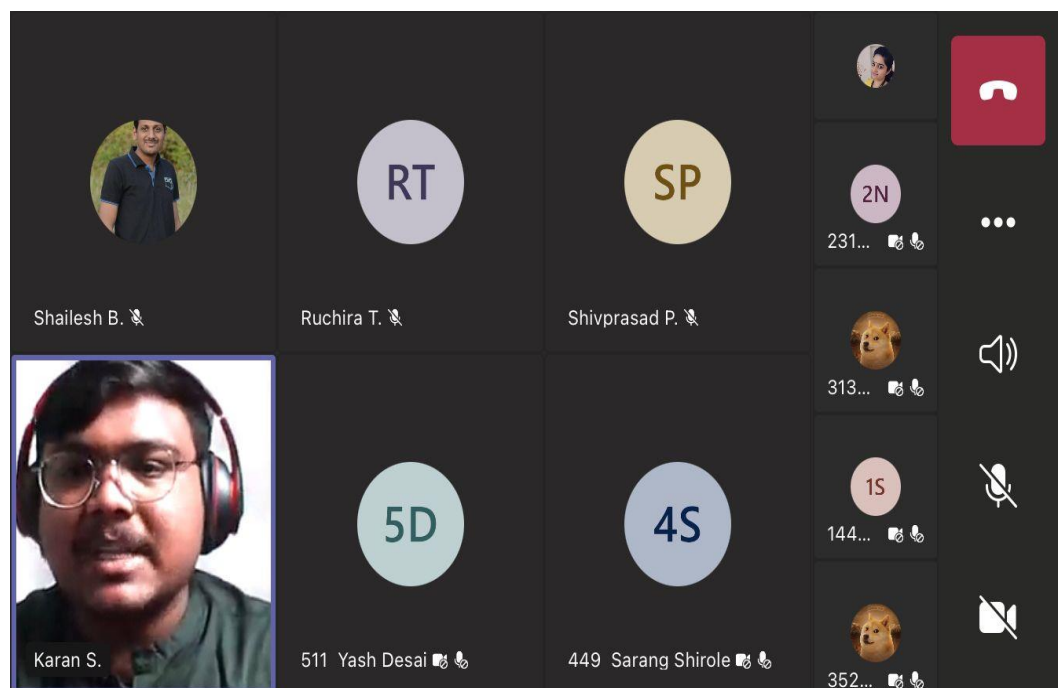 RT
SP
2N
231...
Shailesh B.
Ruchira T.
Shivprasad P.
313...
5D
4S
1S
144...
Karan S.
511 Yash Desai
449 Sarang Shirole
352...